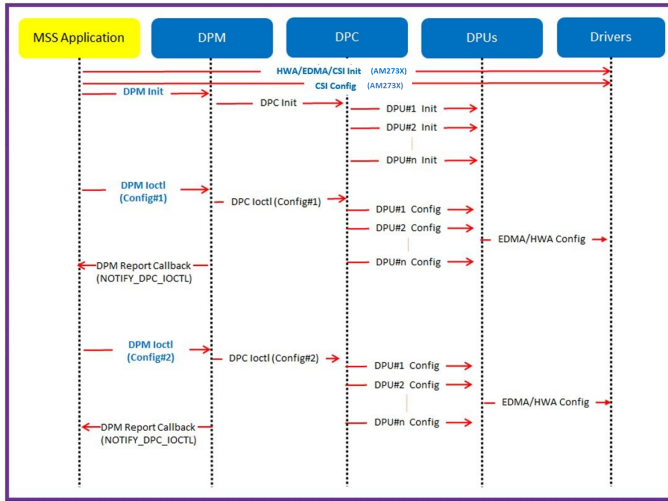 MSS Application DPM DPC DPUs Drivers
HWA/EDMA/CSI Init (AM273X)
CSI Config (AM273X)
DPM Init
DPC Init
DPU#1 Init
DPU#2 Init
DPU#n Init
DPM Ioctl
(Config#1)
DPC Ioctl (Config#1)
DPU#1 Config
DPU#2 Config
EDMA/HWA Config
DPU#n Config
DPM Report Callback
(NOTIFY_DPC_IOCTL)
DPM Ioctl
(Config#2)
DPC Ioctl (Config#2)
DPU#1 Config
DPU#2 Config
EDMA/HWA Config
DPU#n Config
DPM Report Callback
(NOTIFY_DPC_IOCTL)